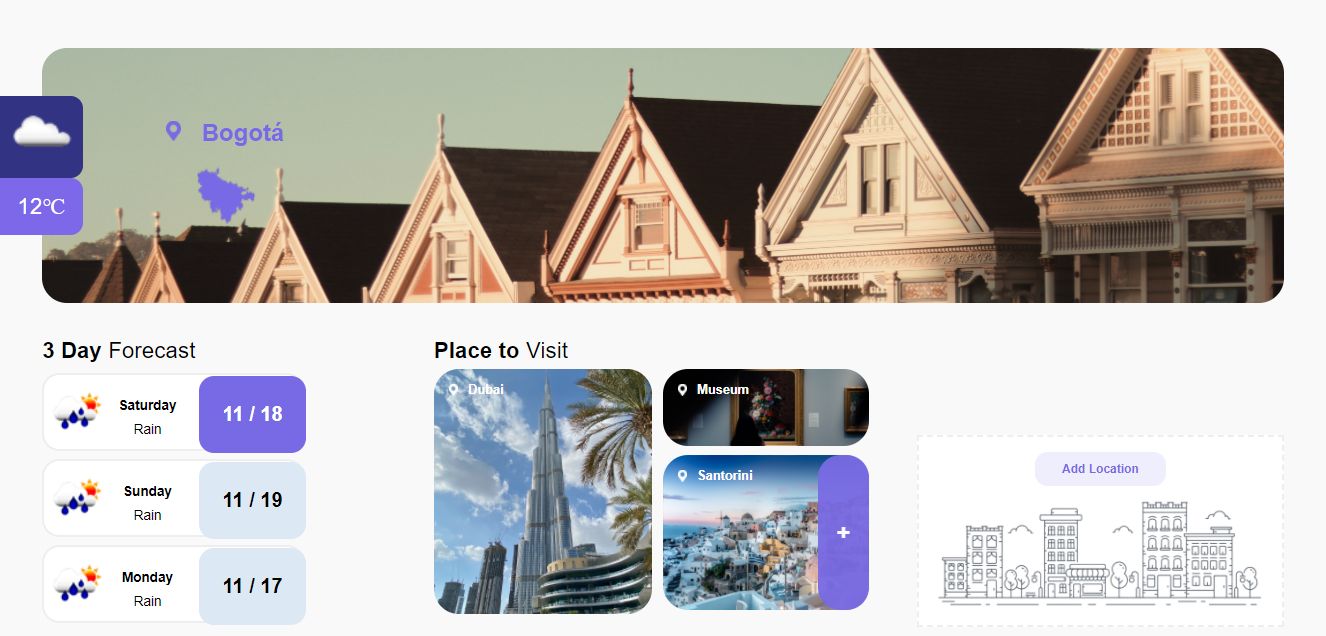 Bogotá
12℃
3 Day Forecast
Saturday
Rain
11 / 18
Sunday
Rain
11 / 19
Monday
Rain
11 / 17
Place to Visit
Dubai
Museum
Santorini
+
Add Location